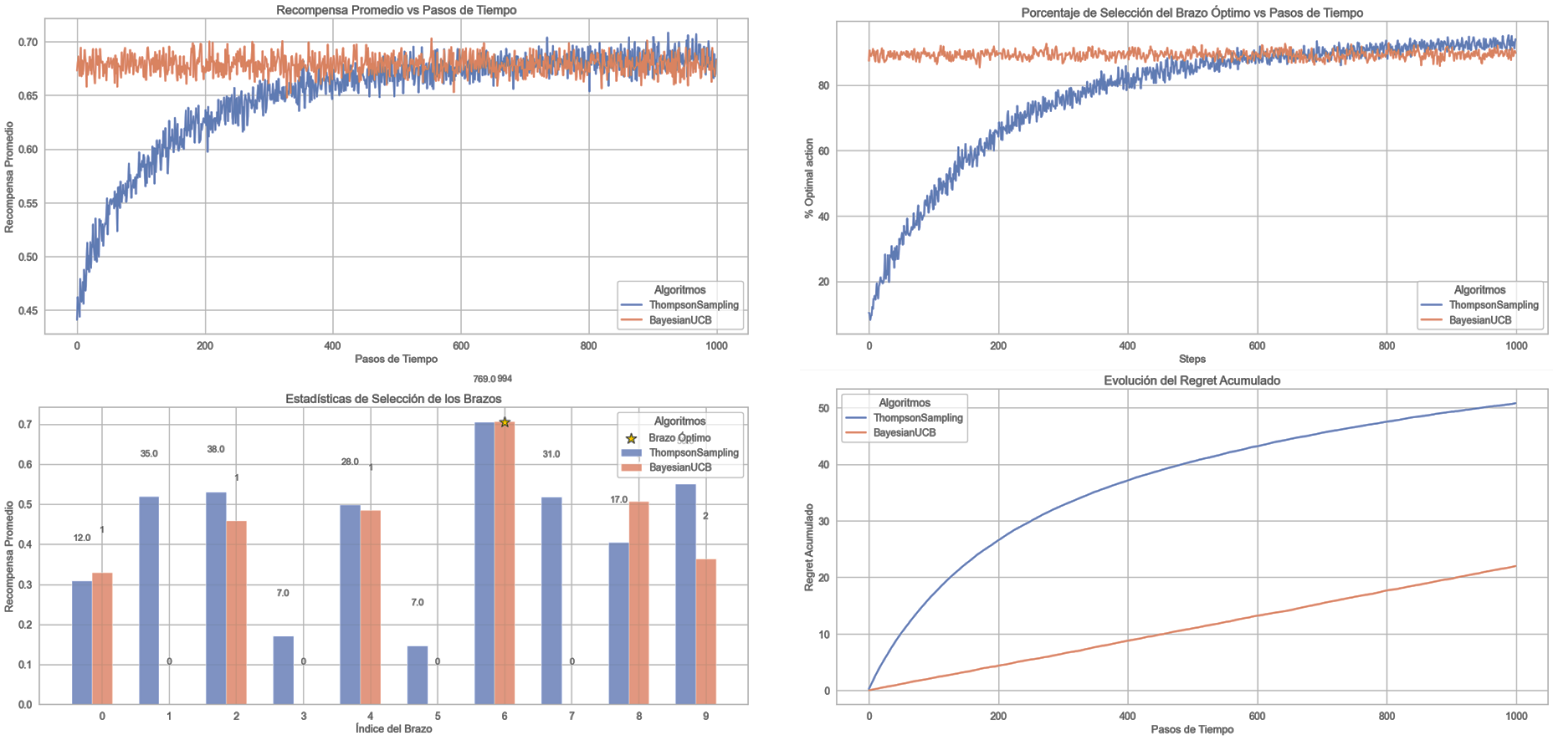 Recompensa Promedio vs Pasos de Tiempo
Recompensa Promedio
0.70
0.65
0.60
0.55
0.50
0.45
0
200
400
600
800
1000
Pasos de Tiempo
Algoritmos
ThompsonSampling
BayesianUCB
Porcentaje de Selección del Brazo Óptimo vs Pasos de Tiempo
% Optimal action
80
60
40
20
0
200
400
600
800
1000
Steps
Algoritmos
ThompsonSampling
BayesianUCB
Estadísticas de Selección de los Brazos
Recompensa Promedio
0.7
0.6
0.5
0.4
0.3
0.2
0.1
0.0
12.0
1
35.0
0
38.0
1
7.0
0
28.0
1
7.0
0
769.0
994
31.0
0
17.0
2
0
1
2
3
4
5
6
7
8
9
Índice del Brazo
Algoritmos
Brazo Óptimo
ThompsonSampling
BayesianUCB
Evolución del Regret Acumulado
Regret Acumulado
50
40
30
20
10
0
0
200
400
600
800
1000
Pasos de Tiempo
Algoritmos
ThompsonSampling
BayesianUCB